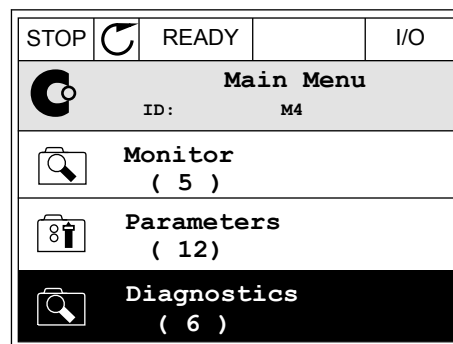 STOP READY I/O
Main Menu
ID: M4
Monitor
( 5 )
Parameters
( 12)
Diagnostics
( 6 )